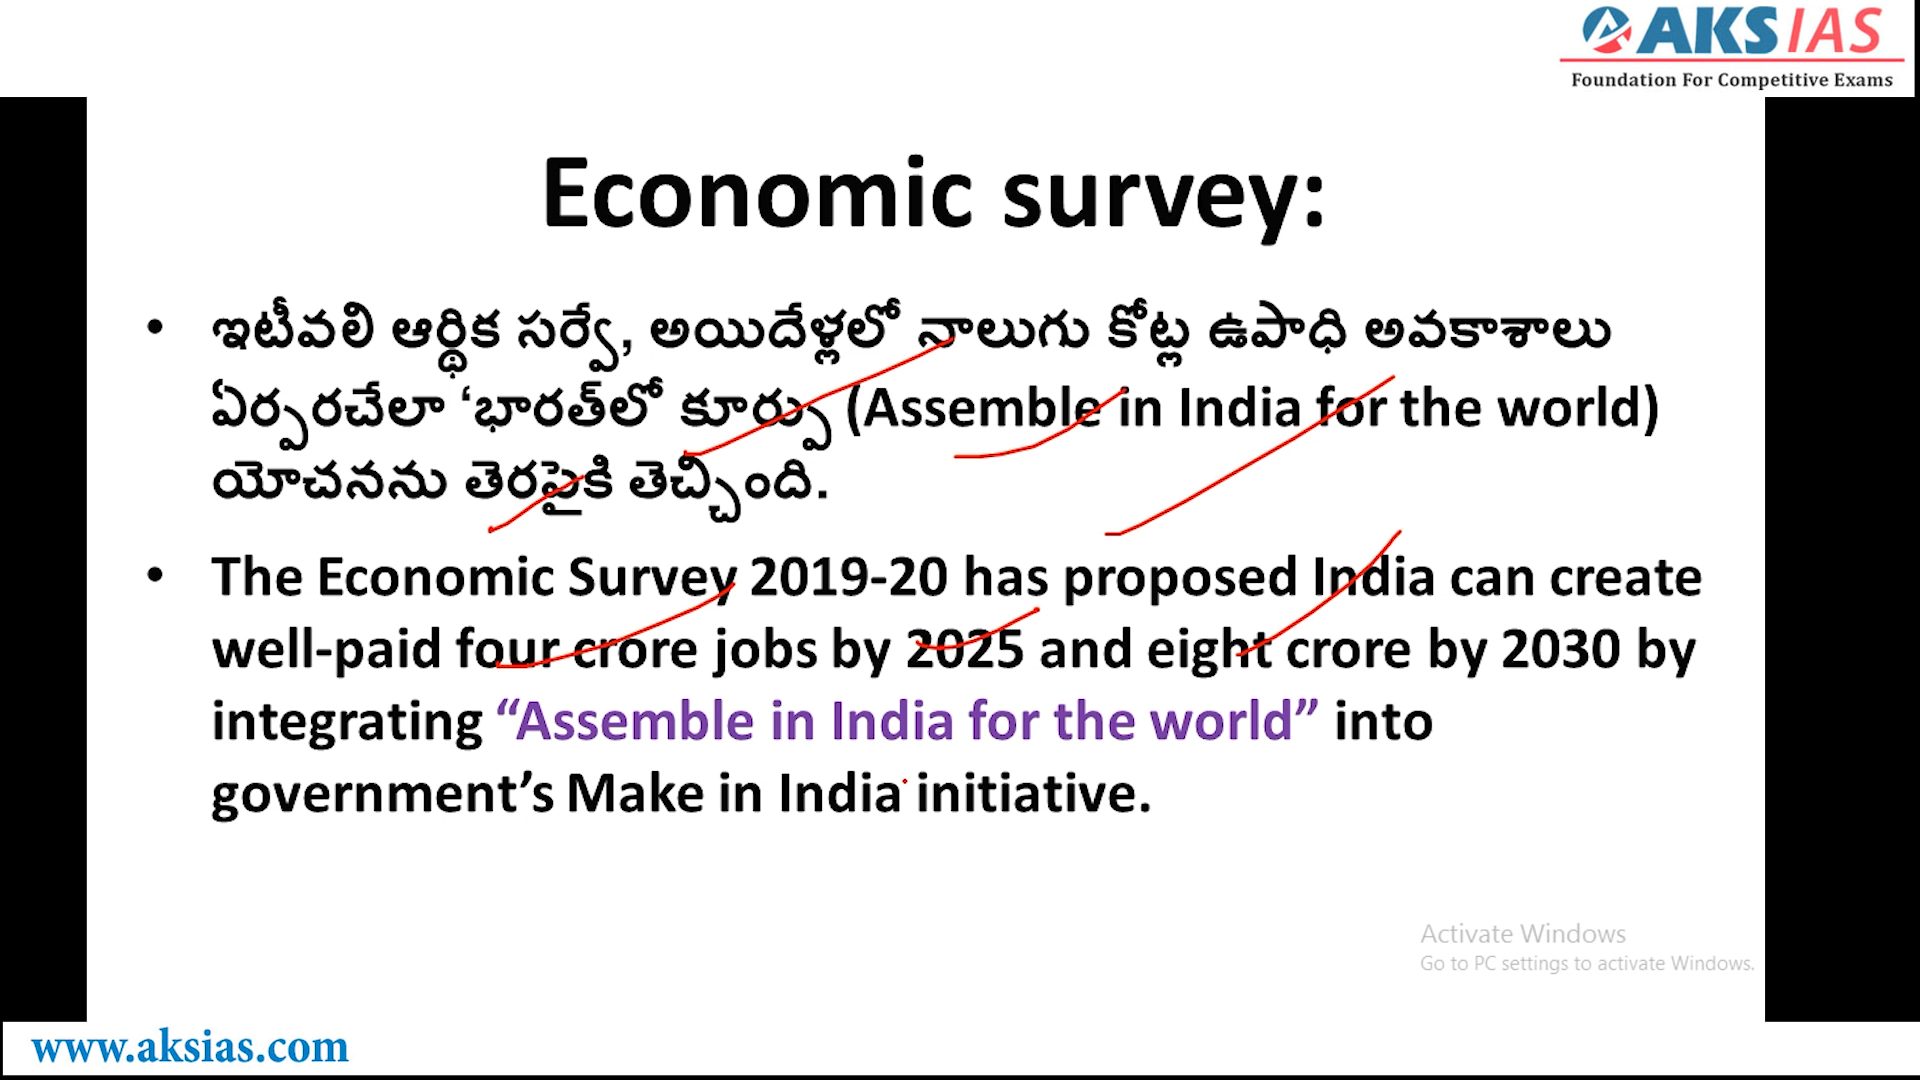 AKS IAS
Foundation For Competitive Exams
Economic survey:
• ఇటీవలి ఆర్థిక సర్వే, అయిదేళ్లలో నాలుగు కోట్ల ఉపాధి అవకాశాలు
ఏర్పరచేలా ‘భారత్‌లో కూర్పు (Assemble in India for the world)
యోచనను తెరపైకి తెచ్చింది.
• The Economic Survey 2019-20 has proposed India can create
well-paid four crore jobs by 2025 and eight crore by 2030 by
integrating “Assemble in India for the world” into
government’s Make in India initiative.
Activate Windows
Go to PC settings to activate Windows.
www.aksias.com